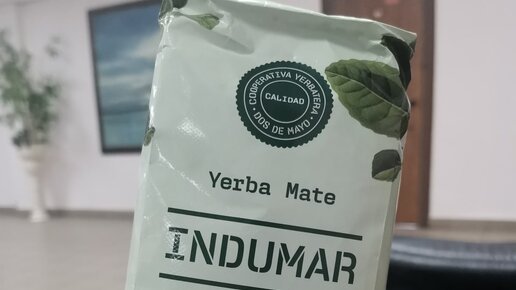 COOPERATIVA YERBATERA
CALIDAD
DOS DE MAYO
Yerba Mate
INDUMAR